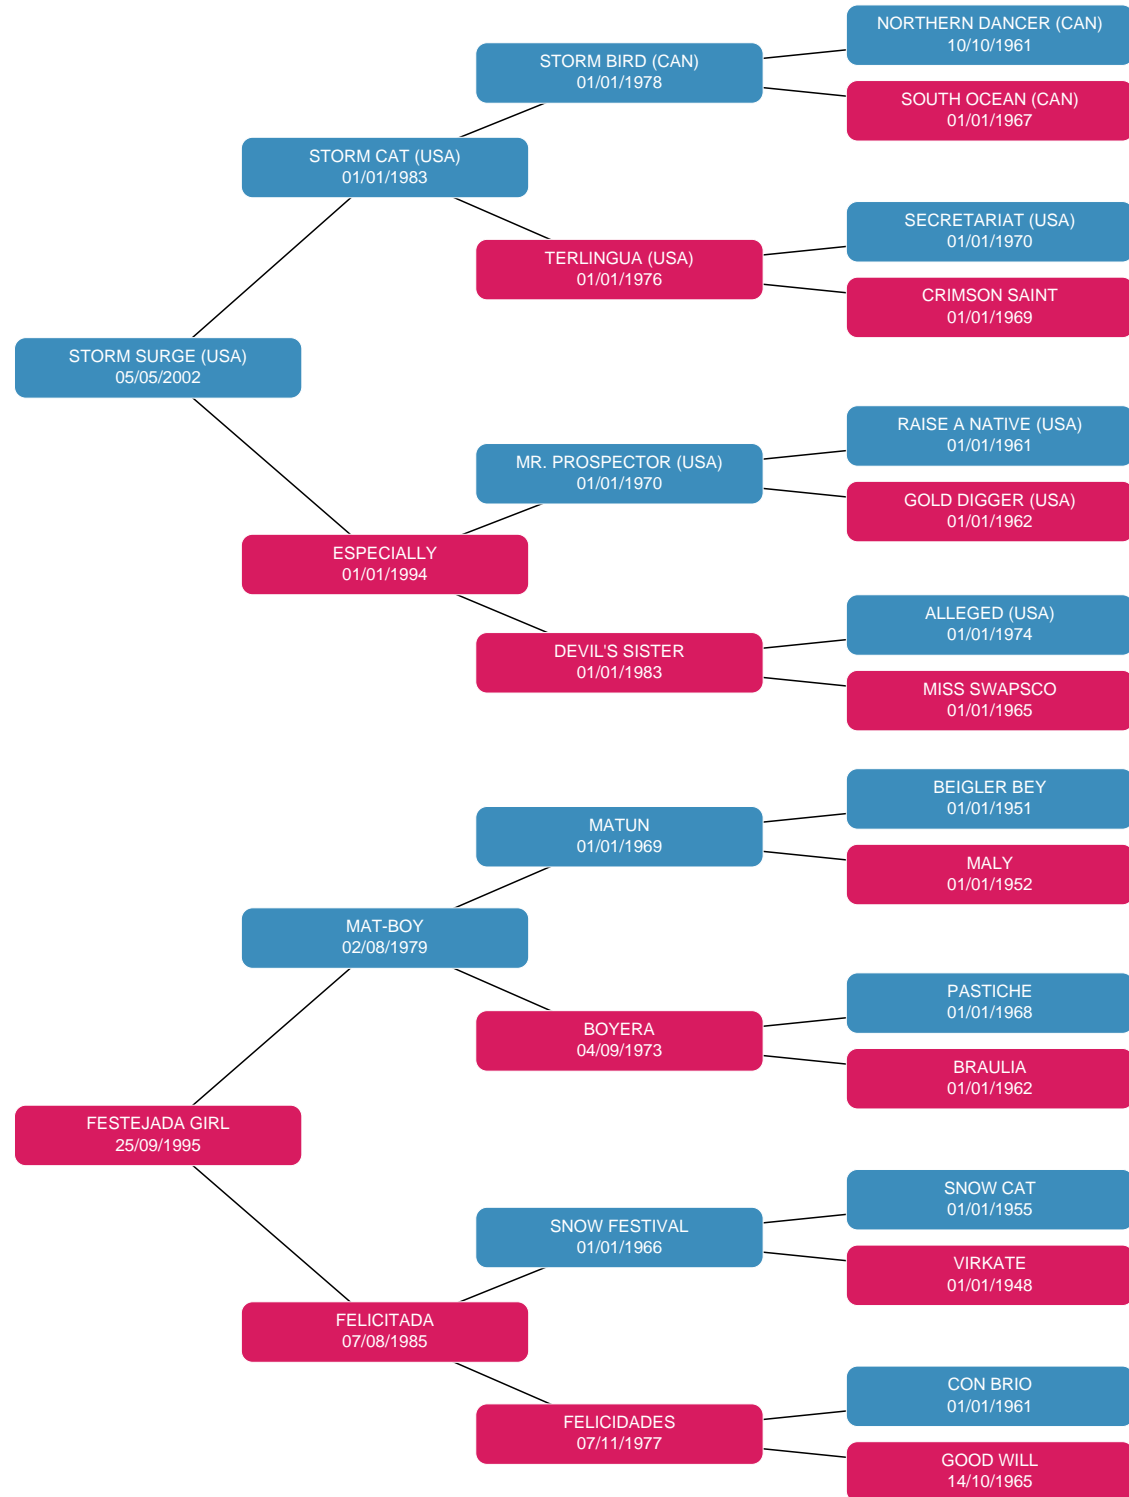 NORTHERN DANCER (CAN)
10/10/1961
STORM BIRD (CAN)
01/01/1978
SOUTH OCEAN (CAN)
01/01/1967
STORM CAT (USA)
01/01/1983
SECRETARIAT (USA)
01/01/1970
TERLINGUA (USA)
01/01/1976
CRIMSON SAINT
01/01/1969
STORM SURGE (USA)
05/05/2002
RAISE A NATIVE (USA)
01/01/1961
MR. PROSPECTOR (USA)
01/01/1970
GOLD DIGGER (USA)
01/01/1962
ESPECIALLY
01/01/1994
ALLEGED (USA)
01/01/1974
DEVIL'S SISTER
01/01/1983
MISS SWAPSCO
01/01/1965
BEIGLER BEY
01/01/1951
MATUN
01/01/1969
MALY
01/01/1952
MAT-BOY
02/08/1979
PASTICHE
01/01/1968
BOYERA
04/09/1973
BRAULIA
01/01/1962
FESTEJADA GIRL
25/09/1995
SNOW CAT
01/01/1955
SNOW FESTIVAL
01/01/1966
VIRKATE
01/01/1948
FELICITADA
07/08/1985
CON BRIO
01/01/1961
FELICIDADES
07/11/1977
GOOD WILL
14/10/1965